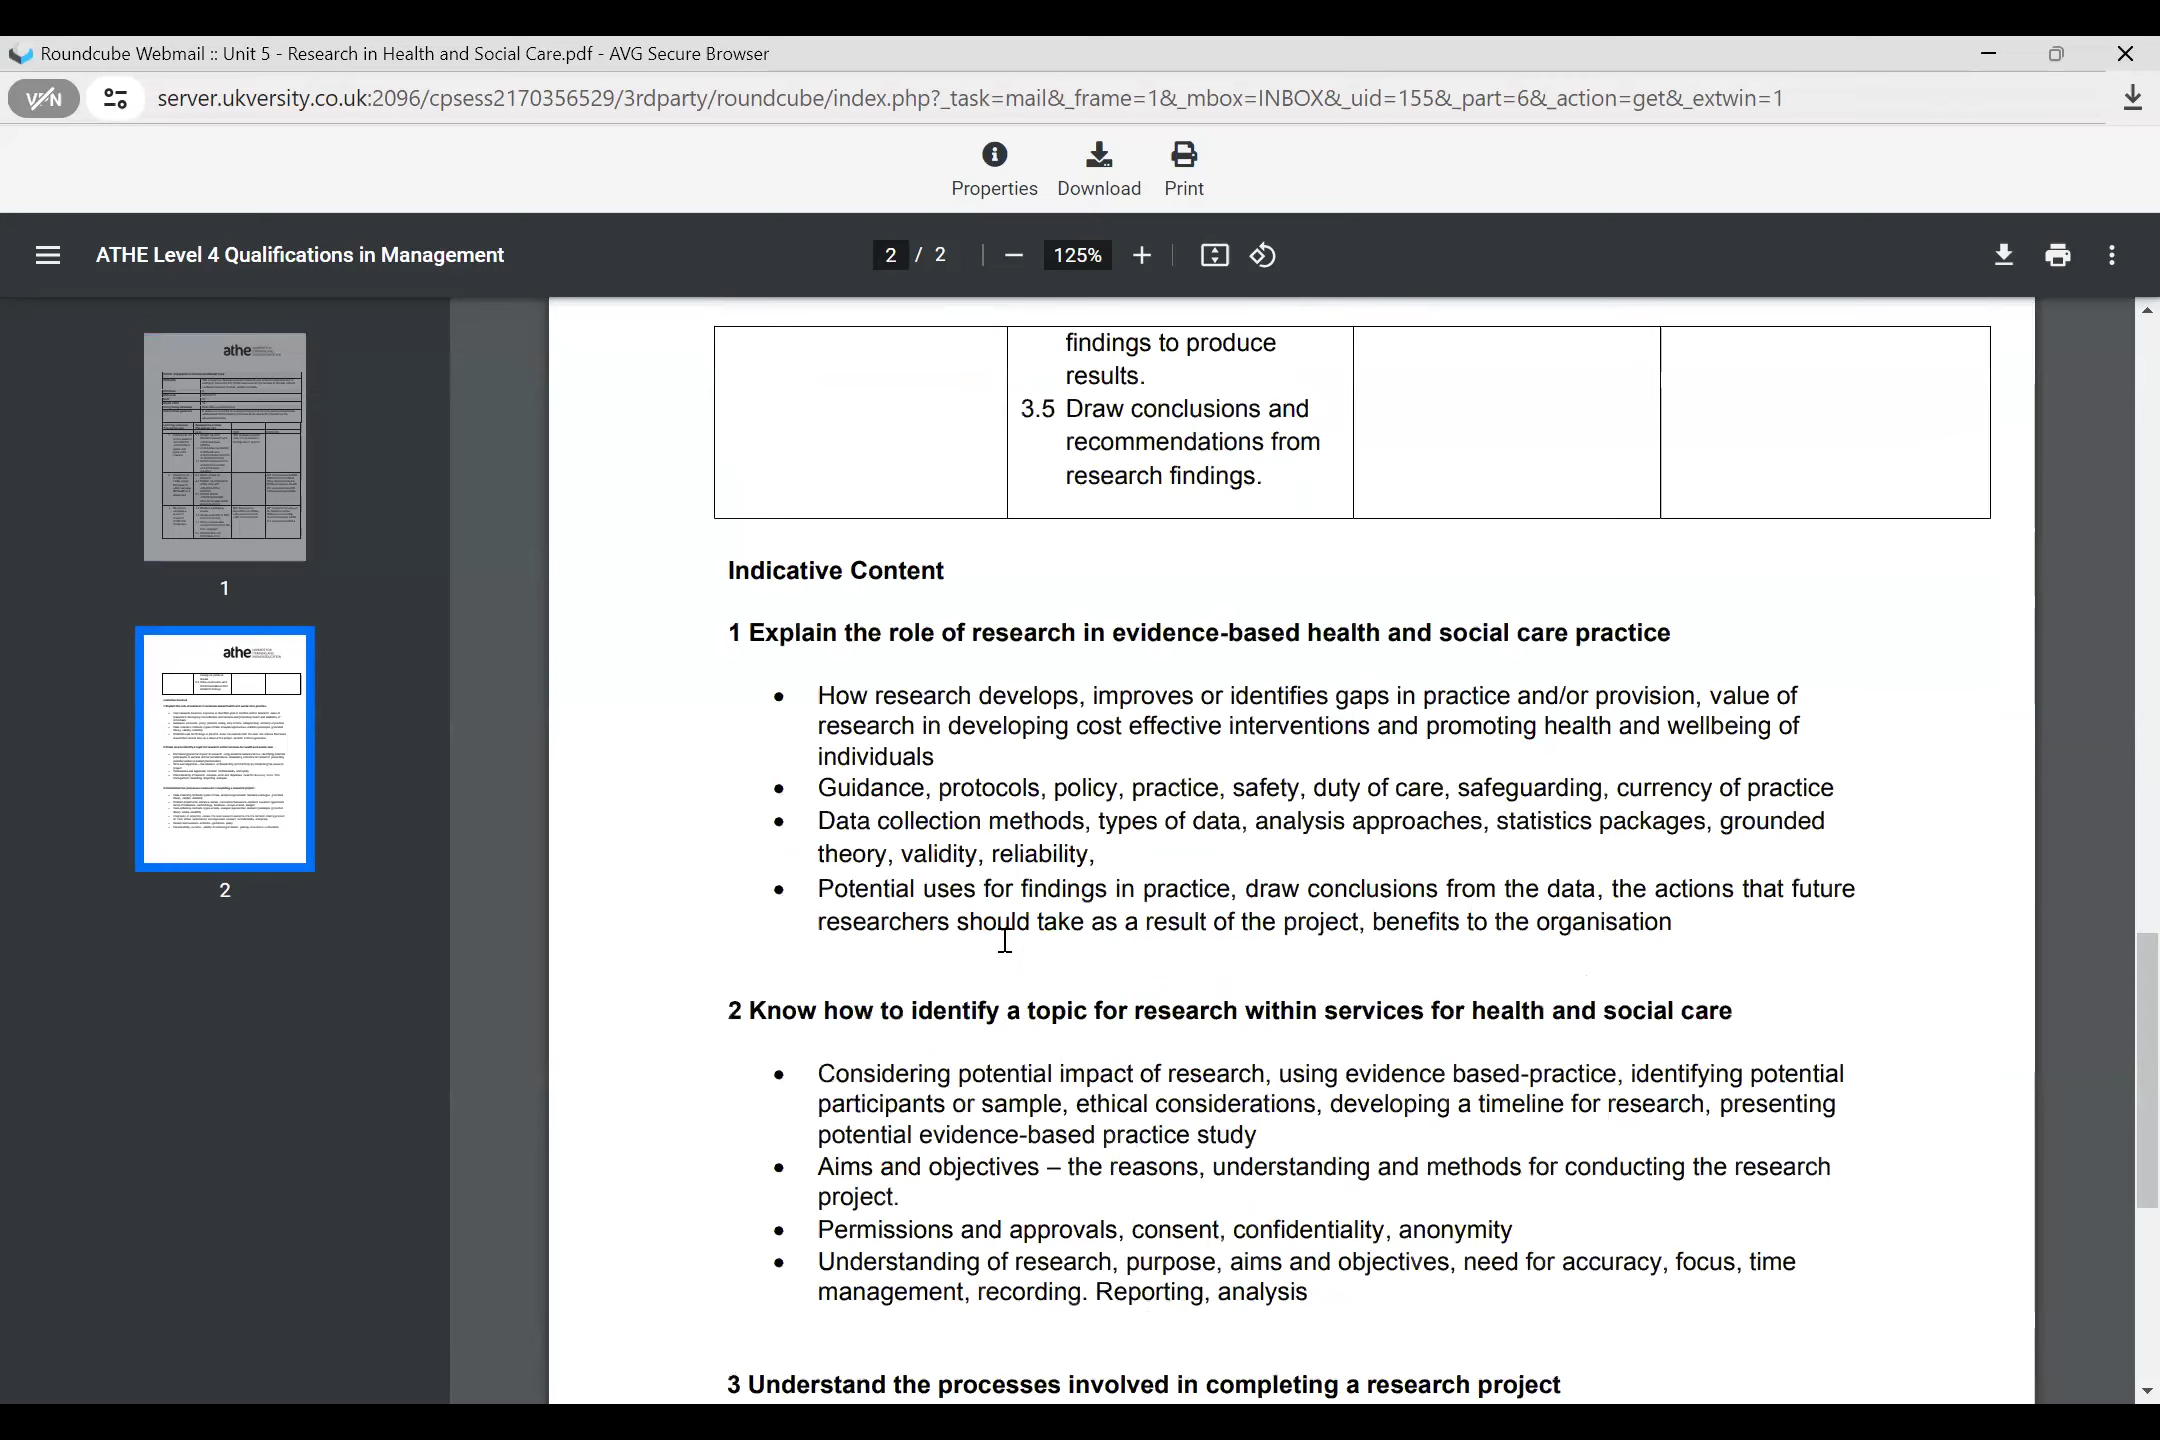 Roundcube Webmail :: Unit 5 - Research in Health and Social Care.pdf - AVG Secure Browser
VPN
server.ukversity.co.uk:2096/cpsess2170356529/3rdparty/roundcube/index.php?_task=mail&_frame=1&_mbox=INBOX&_uid=155&_part=6&_action=get&_extwin=1
Properties Download Print
ATHE Level 4 Qualifications in Management 2 / 2 125%
athe
1
athe
2
findings to produce
results.
3.5 Draw conclusions and
recommendations from
research findings.
Indicative Content
1 Explain the role of research in evidence-based health and social care practice
• How research develops, improves or identifies gaps in practice and/or provision, value of
research in developing cost effective interventions and promoting health and wellbeing of
individuals
• Guidance, protocols, policy, practice, safety, duty of care, safeguarding, currency of practice
• Data collection methods, types of data, analysis approaches, statistics packages, grounded
theory, validity, reliability,
• Potential uses for findings in practice, draw conclusions from the data, the actions that future
researchers should take as a result of the project, benefits to the organisation
2 Know how to identify a topic for research within services for health and social care
• Considering potential impact of research, using evidence based-practice, identifying potential
participants or sample, ethical considerations, developing a timeline for research, presenting
potential evidence-based practice study
• Aims and objectives – the reasons, understanding and methods for conducting the research
project.
• Permissions and approvals, consent, confidentiality, anonymity
• Understanding of research, purpose, aims and objectives, need for accuracy, focus, time
management, recording. Reporting, analysis
3 Understand the processes involved in completing a research project